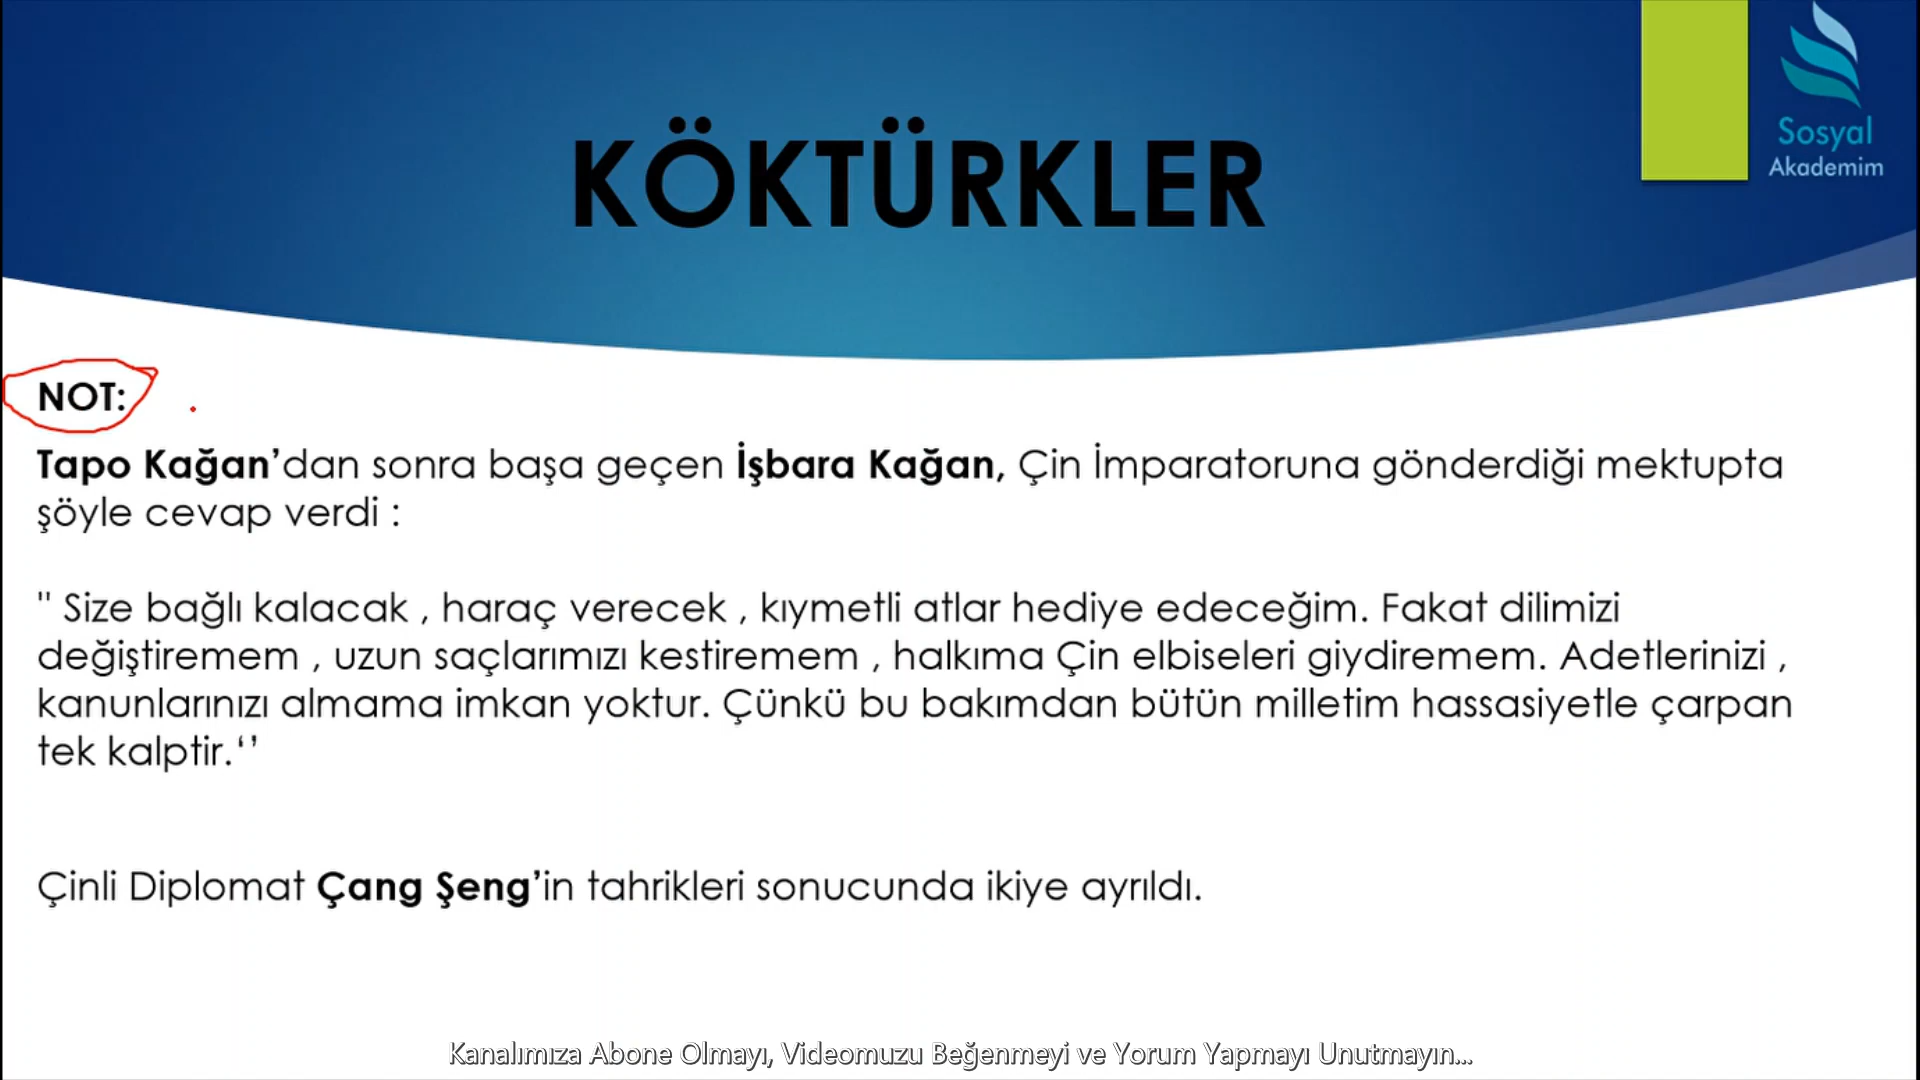 KÖKTÜRKLER
Sosyal
Akademim
NOT:
Tapo Kağan’dan sonra başa geçen İşbara Kağan, Çin İmparatoruna gönderdiği mektupta
şöyle cevap verdi :
" Size bağlı kalacak , haraç verecek , kıymetli atlar hediye edeceğim. Fakat dilimizi
değiştiremem , uzun saçlarımızı kestiremem , halkıma Çin elbiseleri giydiremem. Adetlerinizi ,
kanunlarınızı almama imkan yoktur. Çünkü bu bakımdan bütün milletim hassasiyetle çarpan
tek kalptir.‘’
Çinli Diplomat Çang Şeng’in tahrikleri sonucunda ikiye ayrıldı.
Kanalımıza Abone Olmayı, Videomuzu Beğenmeyi ve Yorum Yapmayı Unutmayın...